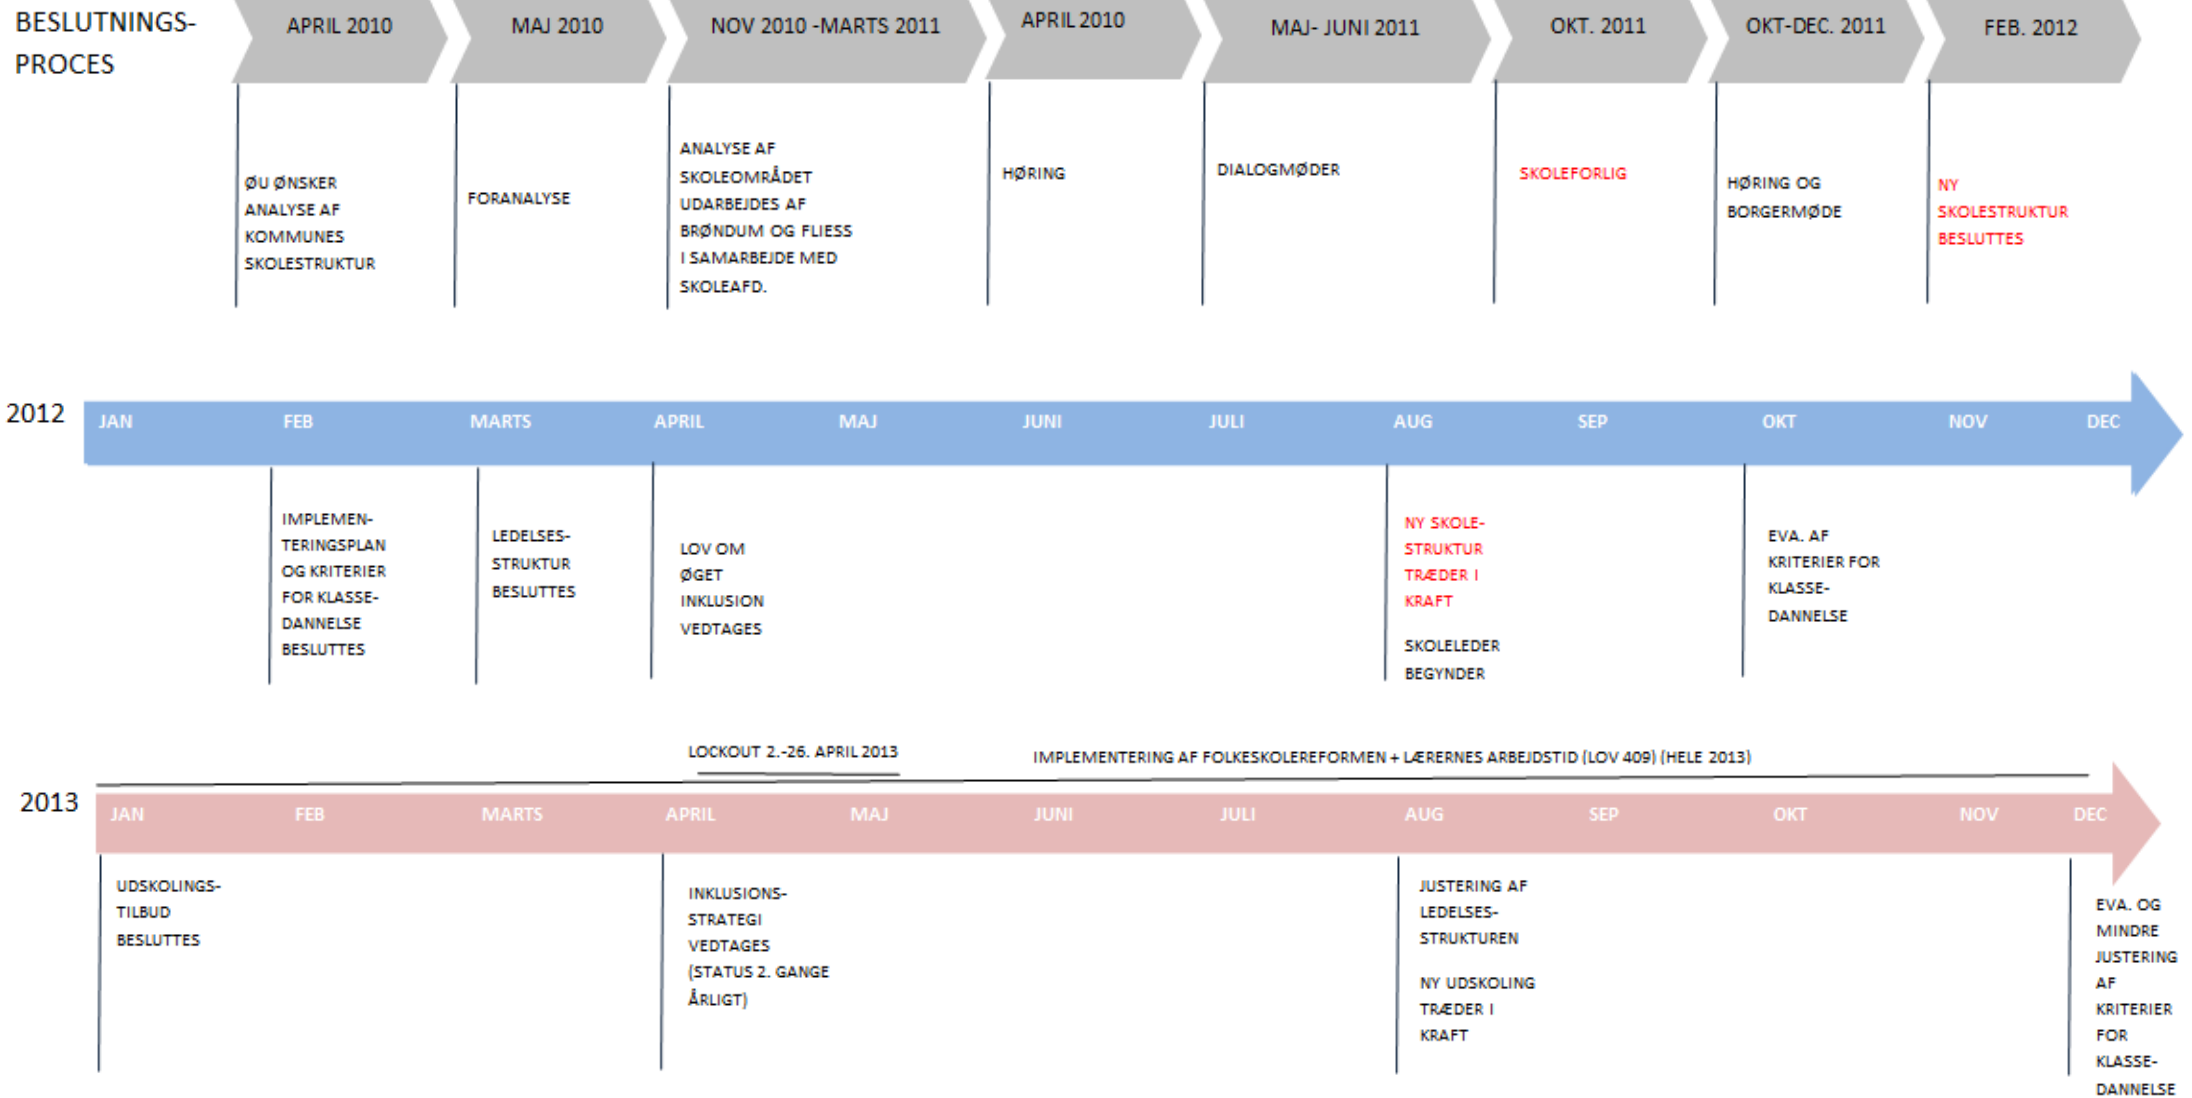 BESLUTNINGS-
PROCES
APRIL 2010
MAJ 2010
NOV 2010 -MARTS 2011
APRIL 2010
MAJ- JUNI 2011
OKT. 2011
OKT-DEC. 2011
FEB. 2012
ØU ØNSKER
ANALYSE AF
KOMMUNES
SKOLESTRUKTUR
FORANALYSE
ANALYSE AF
SKOLEOMRÅDET
UDARBEJDES AF
BRØNDUM OG FLIESS
I SAMARBEJDE MED
SKOLEAFD.
HØRING
DIALOGMØDER
SKOLEFORLIG
HØRING OG
BORGERMØDE
NY
SKOLESTRUKTUR
BESLUTTES
2012
JAN
FEB
MARTS
APRIL
MAJ
JUNI
JULI
AUG
SEP
OKT
NOV
DEC
IMPLEMEN-
TERINGSPLAN
OG KRITERIER
FOR KLASSE-
DANNELSE
BESLUTTES
LEDELSES-
STRUKTUR
BESLUTTES
LOV OM
ØGET
INKLUSION
VEDTAGES
NY SKOLE-
STRUKTUR
TRÆDER I
KRAFT
SKOLELEDER
BEGYNDER
EVA. AF
KRITERIER FOR
KLASSE-
DANNELSE
LOCKOUT 2.-26. APRIL 2013
IMPLEMENTERING AF FOLKESKOLEREFORMEN + LÆRERNES ARBEJDSTID (LOV 409) (HELE 2013)
2013
JAN
FEB
MARTS
APRIL
MAJ
JUNI
JULI
AUG
SEP
OKT
NOV
DEC
UDSKOLINGS-
TILBUD
BESLUTTES
INKLUSIONS-
STRATEGI
VEDTAGES
(STATUS 2. GANGE
ÅRLIGT)
JUSTERING AF
LEDELSES-
STRUKTUREN
NY UDSKOLING
TRÆDER I
KRAFT
EVA. OG
MINDRE
JUSTERING
AF
KRITERIER
FOR
KLASSE-
DANNELSE